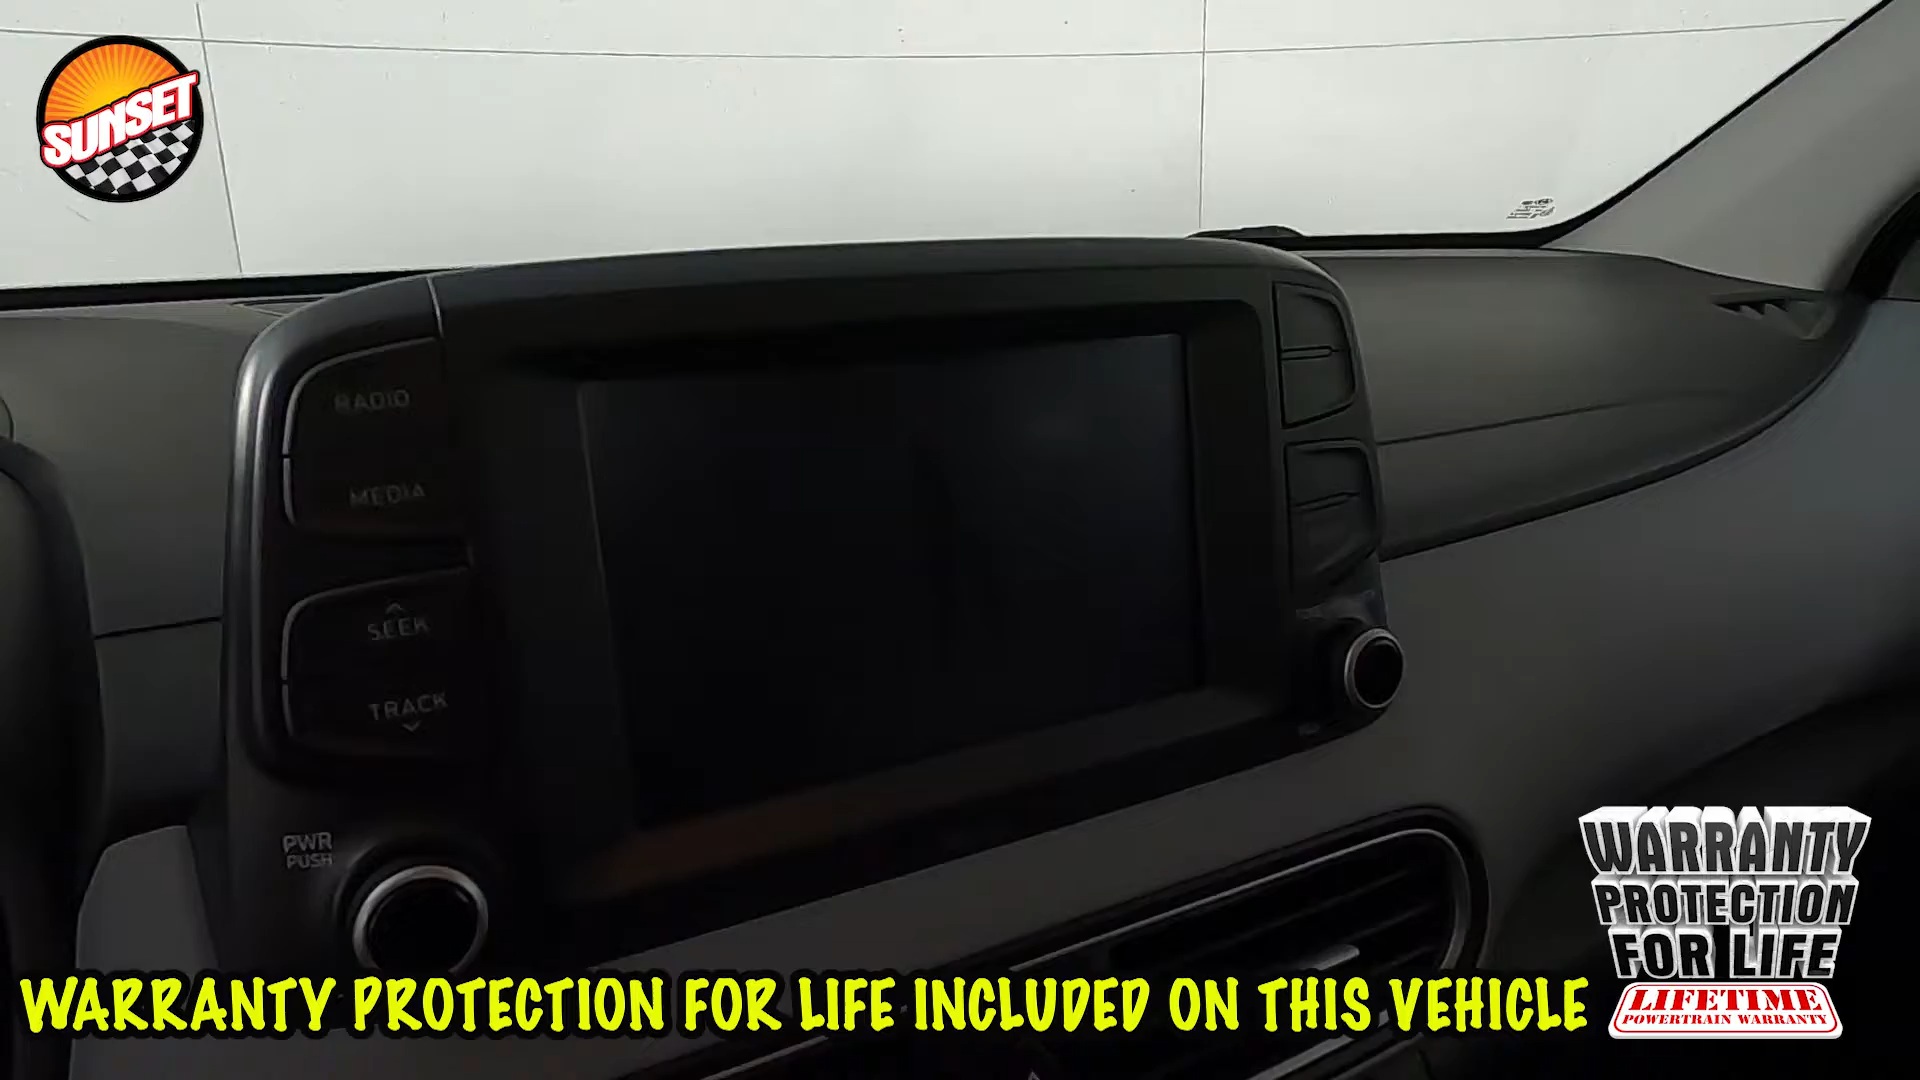 SUNSET
RADIO
MEDIA
SEEK
TRACK
PWR
PUSH
WARRANTY
PROTECTION
FOR LIFE
LIFETIME
POWERTRAIN WARRANTY
WARRANTY PROTECTION FOR LIFE INCLUDED ON THIS VEHICLE